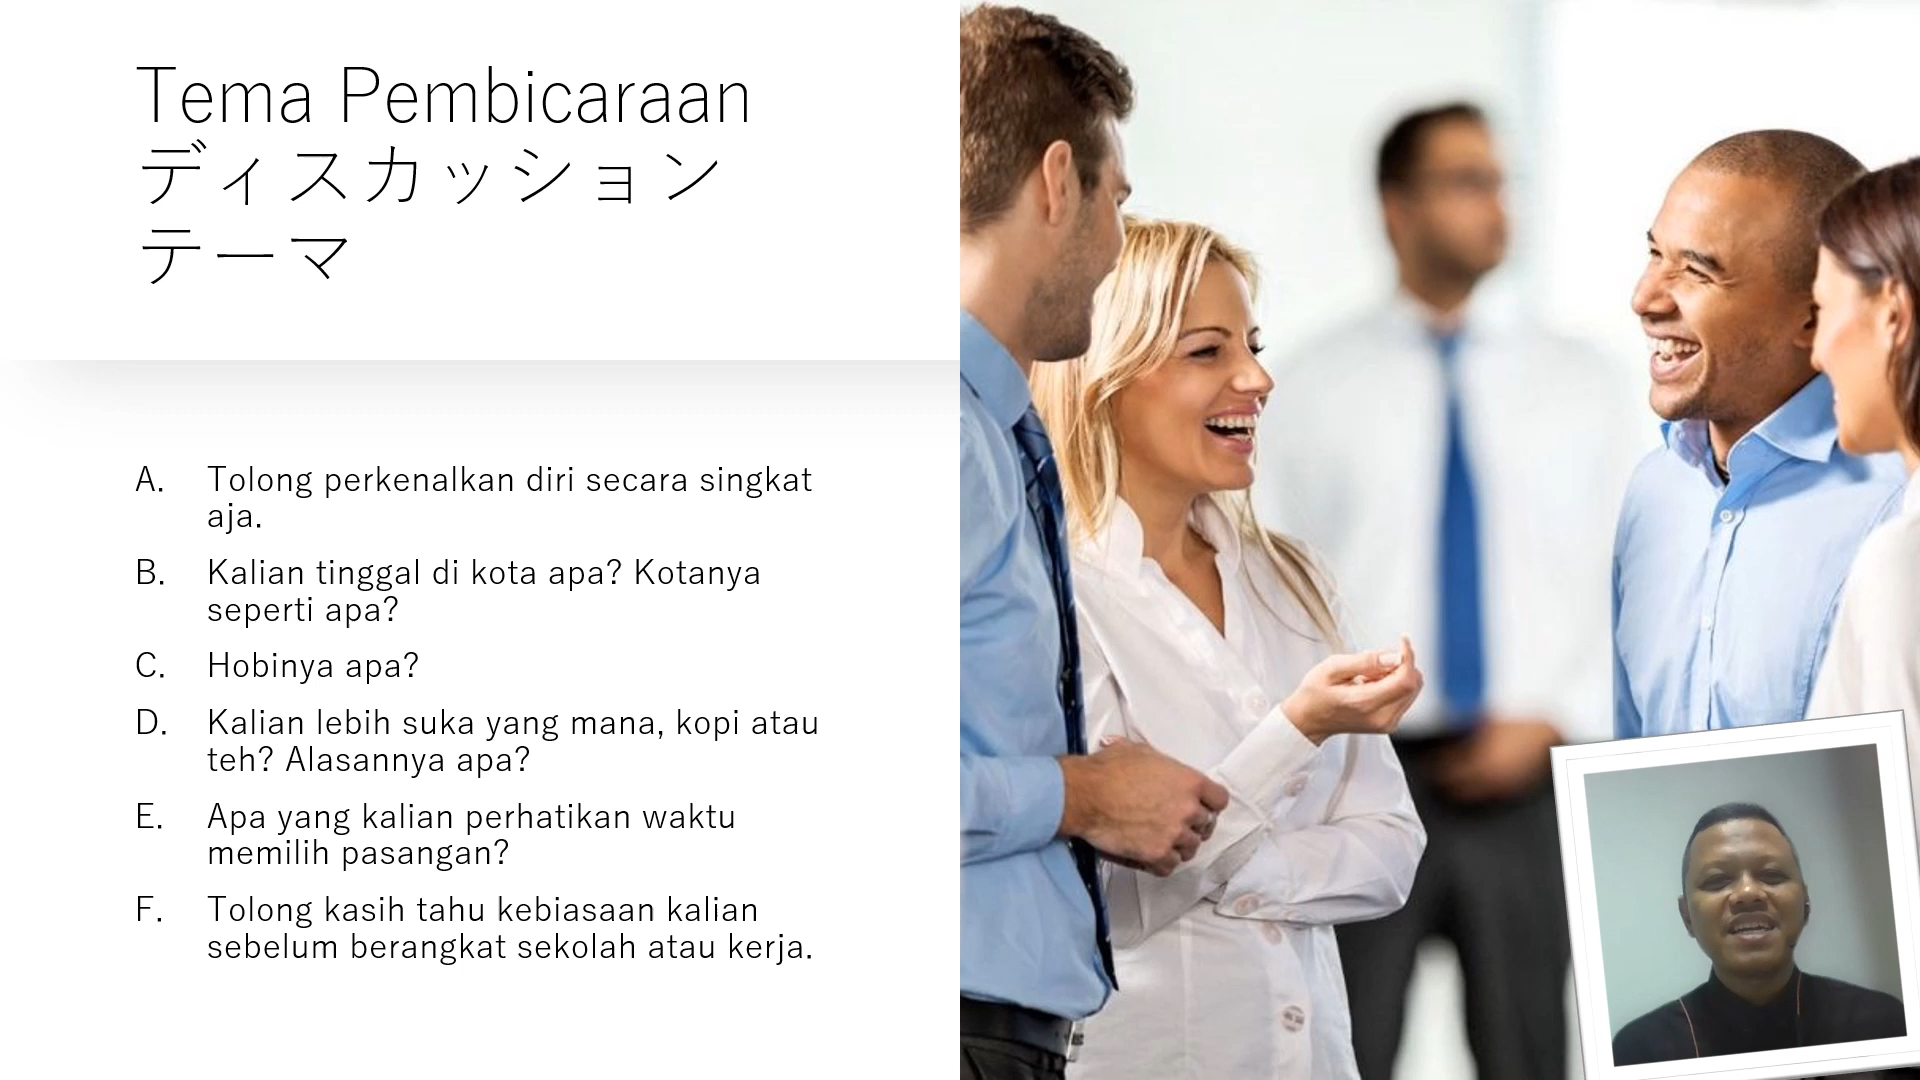 Tema Pembicaraan
ディスカッション
テーマ
A. Tolong perkenalkan diri secara singkat
aja.
B. Kalian tinggal di kota apa? Kotanya
seperti apa?
C. Hobinya apa?
D. Kalian lebih suka yang mana, kopi atau
teh? Alasannya apa?
E. Apa yang kalian perhatikan waktu
memilih pasangan?
F. Tolong kasih tahu kebiasaan kalian
sebelum berangkat sekolah atau kerja.